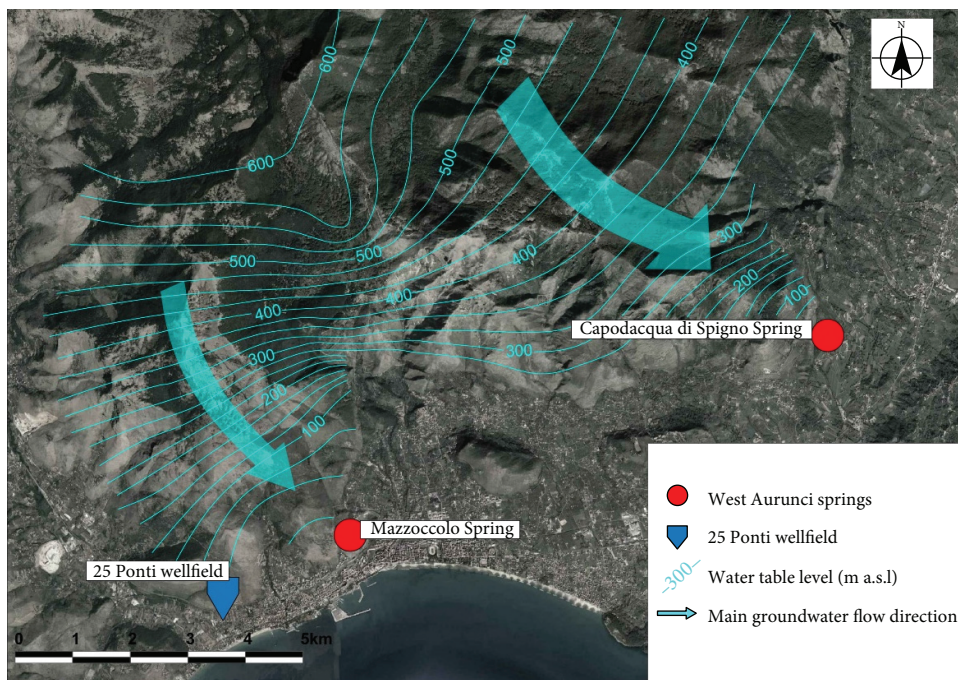 N
600
500
400
600
500
500
500
400
400
400
300
300
300
200
200
100
100
Capodacqua di Spigno Spring
Mazzoccolo Spring
25 Ponti wellfield
0 1 2 3 4 5km
West Aurunci springs
25 Ponti wellfield
–300– Water table level (m a.s.l)
Main groundwater flow direction